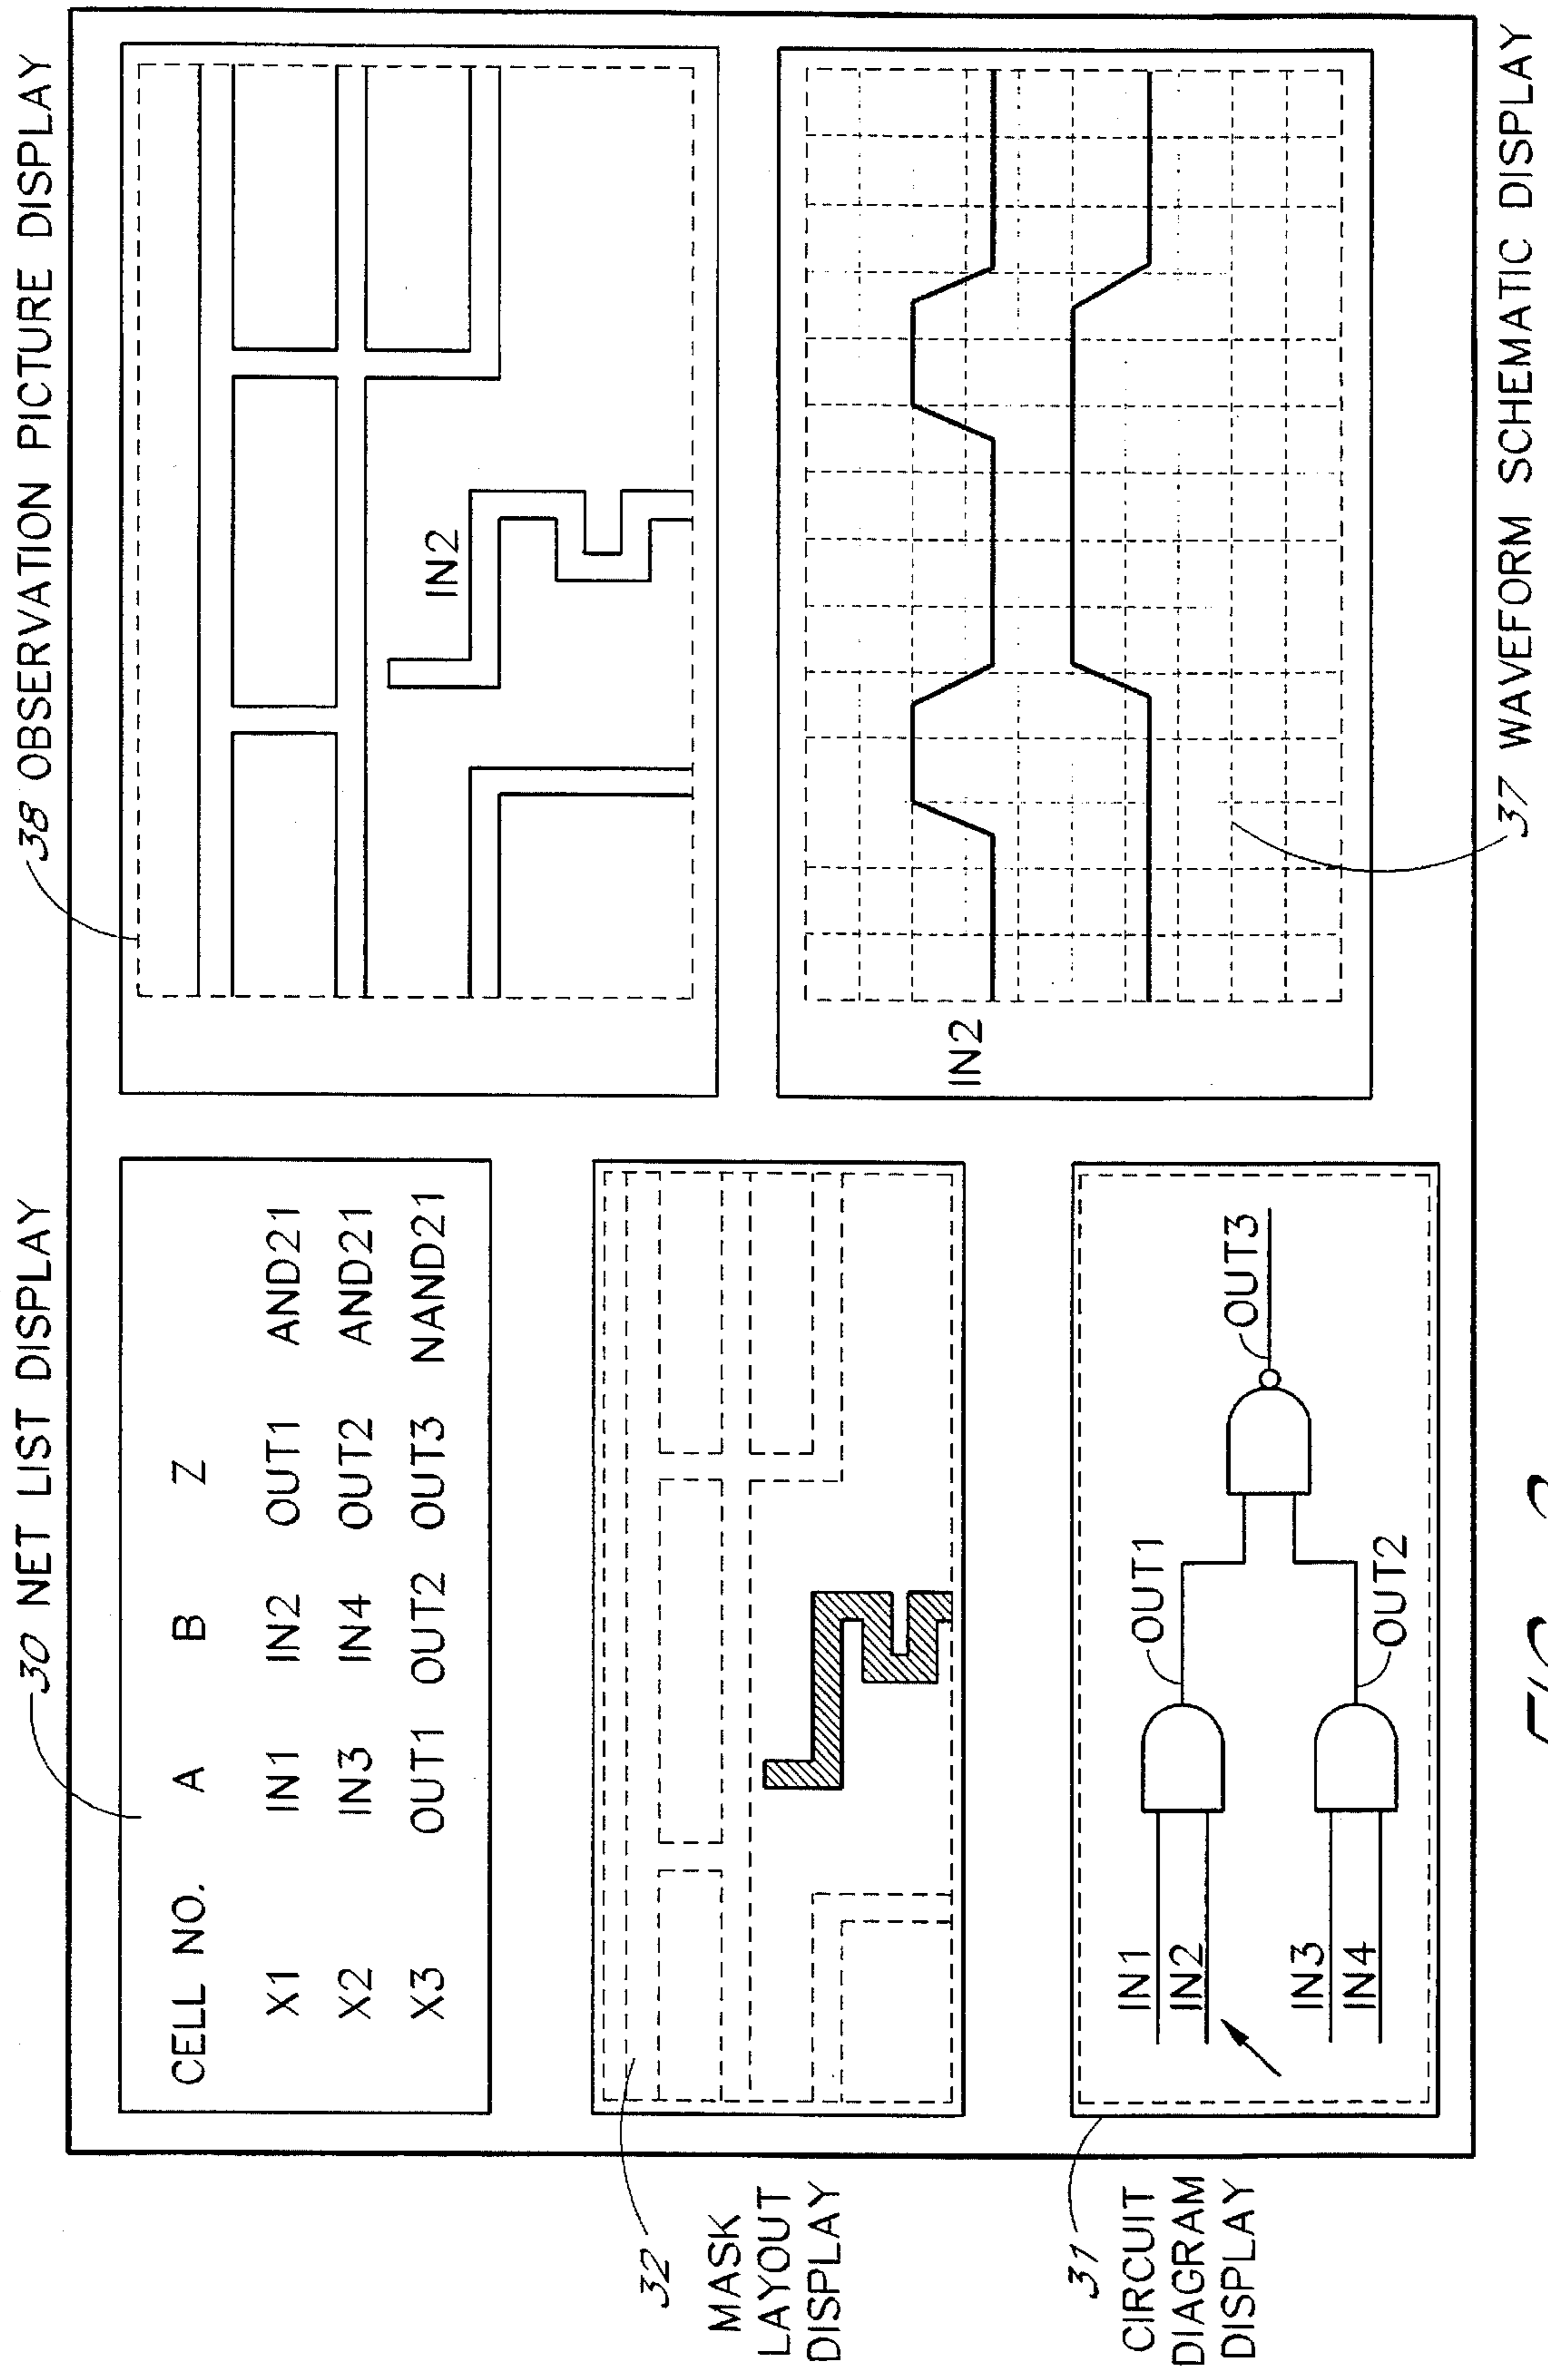 30 NET LIST DISPLAY
CELL NO. A B Z
X1 IN1 IN2 OUT1 AND21
X2 IN3 IN4 OUT2 AND21
X3 OUT1 OUT2 OUT3 NAND21
38 OBSERVATION PICTURE DISPLAY
IN2
32
MASK
LAYOUT
DISPLAY
31
CIRCUIT
DIAGRAM
DISPLAY
IN1
IN2
IN3
IN4
OUT1
OUT2
OUT3
IN2
37 WAVEFORM SCHEMATIC DISPLAY